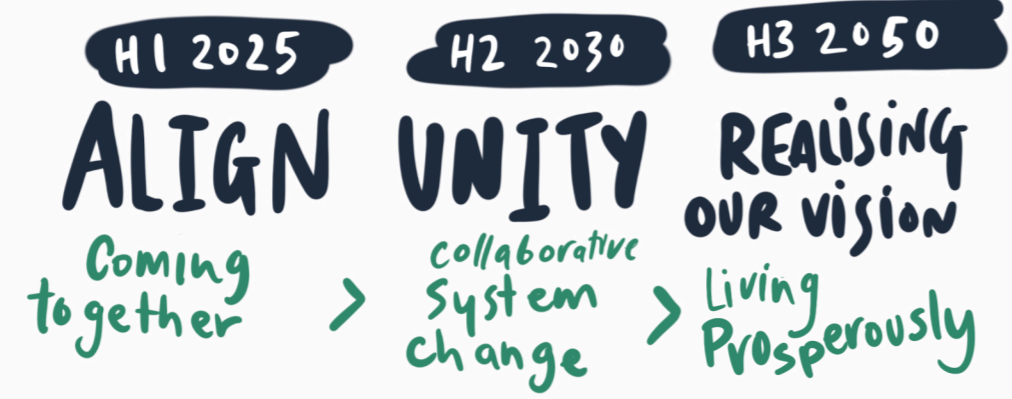 H1 2025
ALIGN
Coming
together
>
H2 2030
UNITY
collaborative
System
change
>
H3 2050
REALISING
OUR VISION
Living
Prosperously